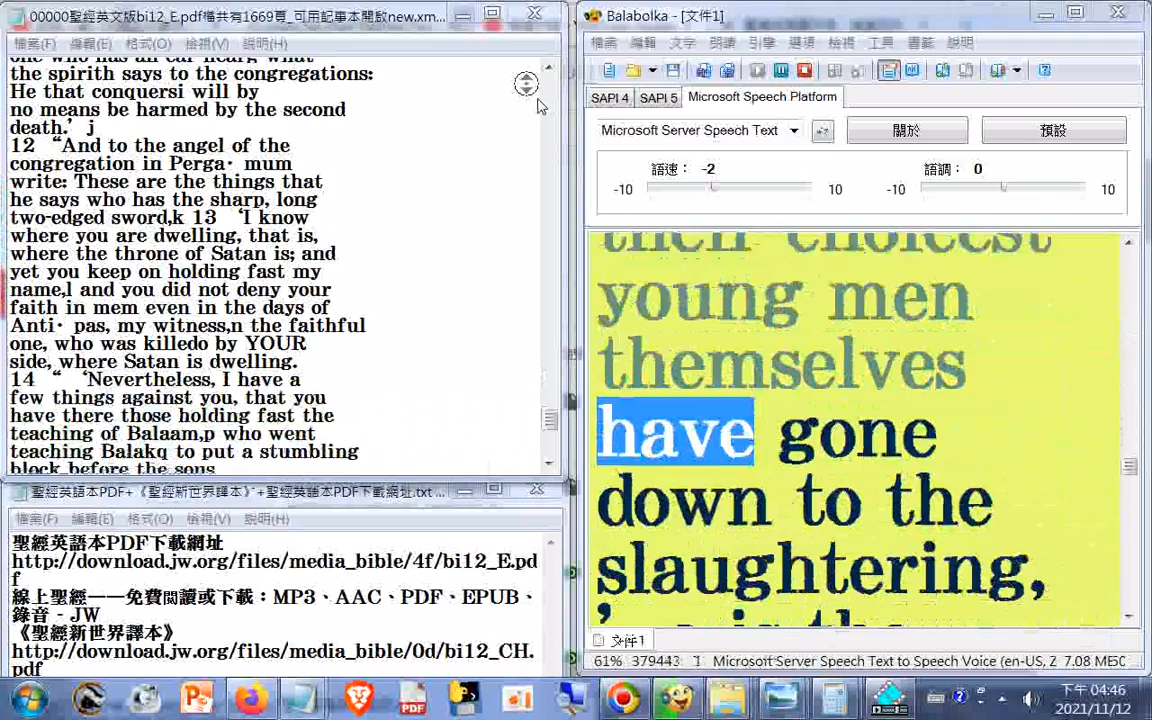 00000聖經英文版bi12_E.pdf檔共有1669頁_可用記事本開啟new.xm...
檔案(F) 編輯(E) 格式(O) 檢視(V) 說明(H)
one who has an ear hearg what
the spirith says to the congregations:
He that conquersi will by
no means be harmed by the second
death.’ j
12 “And to the angel of the
congregation in Perga· mum
write: These are the things that
he says who has the sharp, long
two-edged sword,k 13 ‘I know
where you are dwelling, that is,
where the throne of Satan is; and
yet you keep on holding fast my
name,l and you did not deny your
faith in mem even in the days of
Anti· pas, my witness,n the faithful
one, who was killedo by YOUR
side, where Satan is dwelling.
14 “ ‘Nevertheless, I have a
few things against you, that you
have there those holding fast the
teaching of Balaam,p who went
teaching Balakq to put a stumbling
block before the sons
聖經英語本PDF+《聖經新世界譯本》+聖經英語本PDF下載網址.txt ...
檔案(F) 編輯(E) 格式(O) 檢視(V) 說明(H)
聖經英語本PDF下載網址
http://download.jw.org/files/media_bible/4f/bi12_E.pd
f
線上聖經——免費閱讀或下載：MP3、AAC、PDF、EPUB、
錄音 - JW
《聖經新世界譯本》
http://download.jw.org/files/media_bible/0d/bi12_CH.
pdf
Balabolka - [文件1]
檔案 編輯 文字 朗讀 引擎 選項 檢視 工具 書籤 說明
SAPI 4 SAPI 5 Microsoft Speech Platform
Microsoft Server Speech Text 關於 預設
語速： -2 語調： 0
-10 10 -10 10
their choicest
young men
themselves
have gone
down to the
slaughtering,
文件1
61% 379443 Microsoft Server Speech Text to Speech Voice (en-US, Z 7.08 ME
下午 04:46
2021/11/12